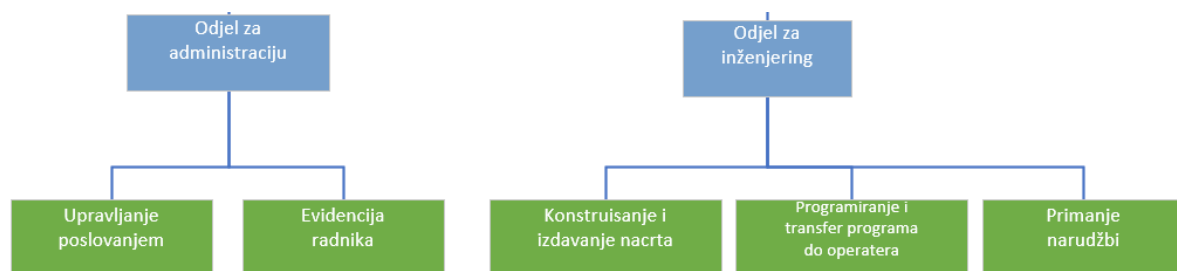 Odjel za
administraciju
Odjel za
inženjering
Upravljanje
poslovanjem
Evidencija
radnika
Konstruisanje i
izdavanje nacrta
Programiranje i
transfer programa
do operatera
Primanje
narudžbi